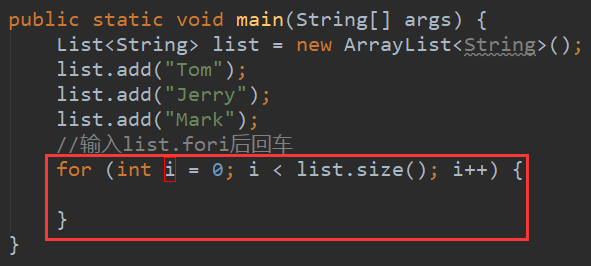 public static void main(String[] args) {
List<String> list = new ArrayList<String>();
list.add("Tom");
list.add("Jerry");
list.add("Mark");
//输入list.fori后回车
for (int i = 0; i < list.size(); i++) {
}
}